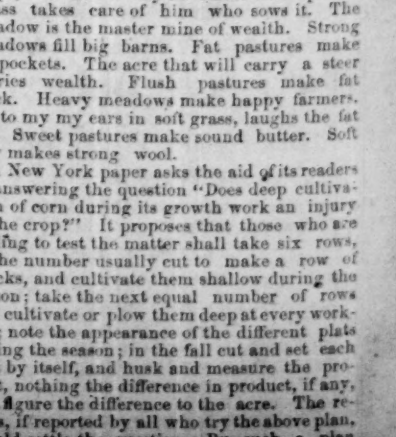 ss takes care of him who sows it. The
adow is the master mine of wealth. Strong
adows fill big barns. Fat pastures make
pockets. The acre that will carry a steer
ries wealth. Flush pastures make fat
k. Heavy meadows make happy farmers.
to my my ears in soft grass, laughs the fat
Sweet pastures make sound butter. Soft
makes strong wool.
New York paper asks the aid of its readers
nswering the question "Does deep cultiva-
n of corn during its growth work an injury
he crop?" It proposes that those who are
ing to test the matter shall take six rows,
he number usually cut to make a row of
cks, and cultivate them shallow during the
on; take the next equal number of rows
cultivate or plow them deep at every work-
; note the appearance of the different plats
ing the season; in the fall cut and set each
by itself, and husk and measure the pro-
t, nothing the difference in product, if any,
figure the difference to the acre. The re-
s, if reported by all who try the above plan,